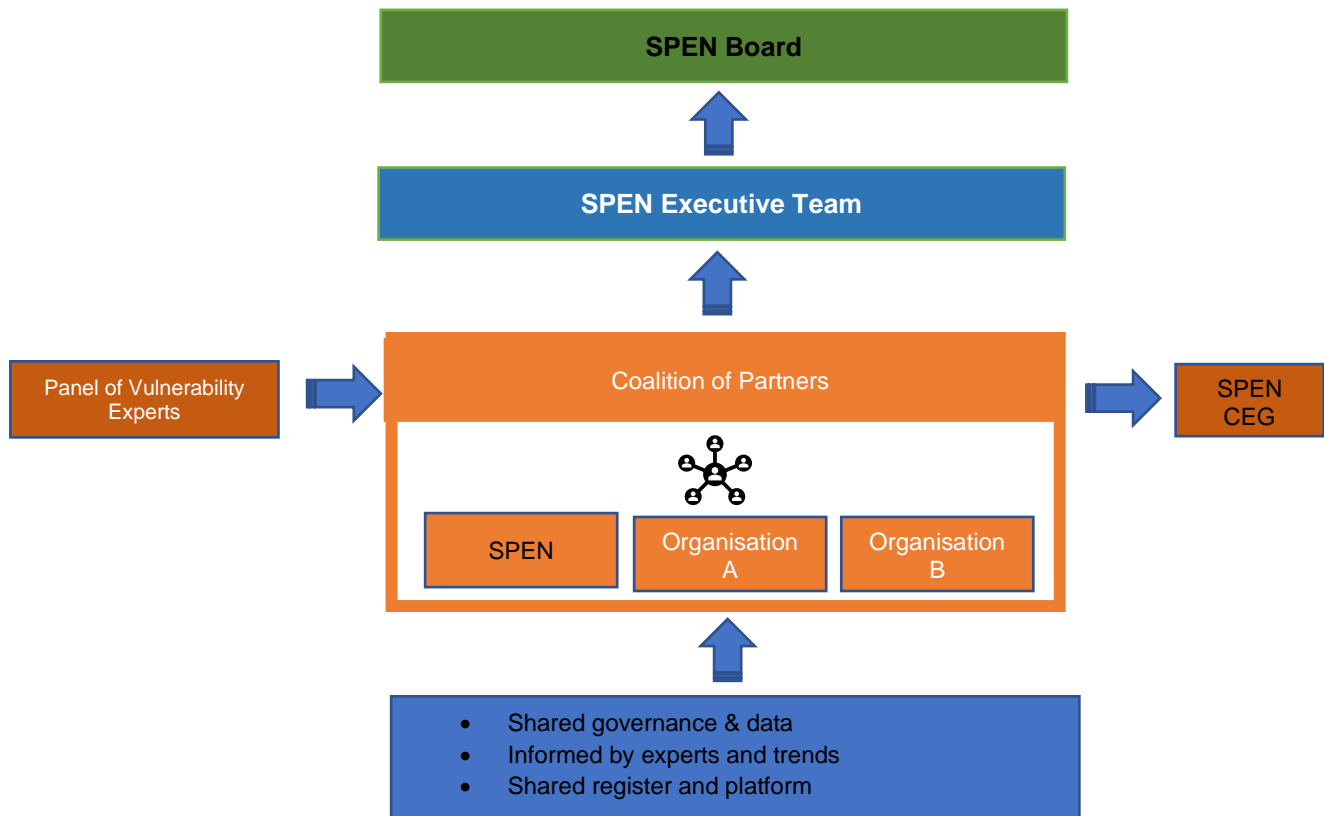 SPEN Board
SPEN Executive Team
Panel of Vulnerability
Experts
Coalition of Partners
SPEN
CEG
SPEN
Organisation
A
Organisation
B
• Shared governance & data
• Informed by experts and trends
• Shared register and platform